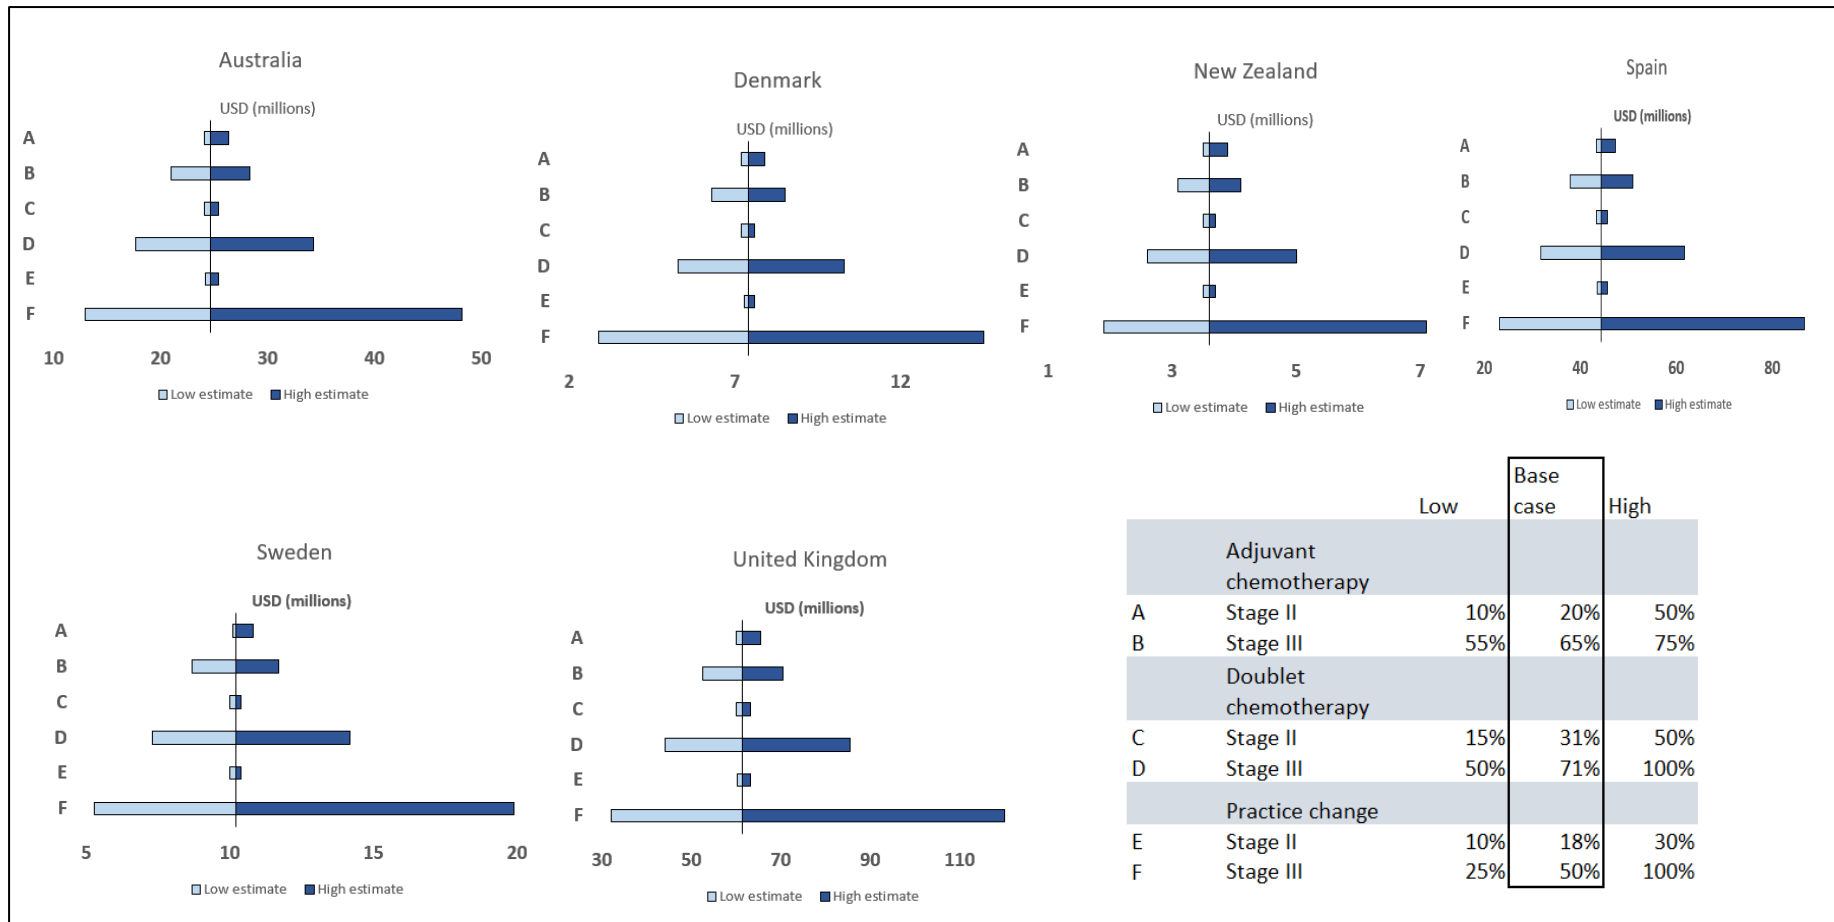 Australia
USD (millions)
A
B
C
D
E
F
10 20 30 40 50
Low estimate High estimate
Denmark
USD (millions)
A
B
C
D
E
F
2 7 12
Low estimate High estimate
New Zealand
USD (millions)
A
B
C
D
E
F
1 3 5 7
Low estimate High estimate
Spain
USD (millions)
A
B
C
D
E
F
20 40 60 80
Low estimate High estimate
Sweden
USD (millions)
A
B
C
D
E
F
5 10 15 20
Low estimate High estimate
United Kingdom
USD (millions)
A
B
C
D
E
F
30 50 70 90 110
Low estimate High estimate
Base
Low case High
Adjuvant
chemotherapy
A Stage II 10% 20% 50%
B Stage III 55% 65% 75%
Doublet
chemotherapy
C Stage II 15% 31% 50%
D Stage III 50% 71% 100%
Practice change
E Stage II 10% 18% 30%
F Stage III 25% 50% 100%